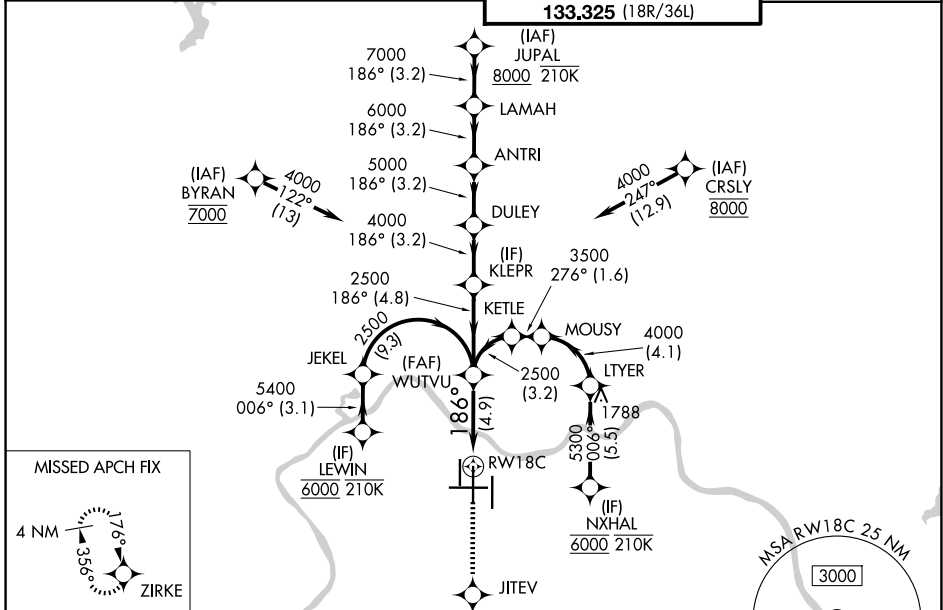 133.325 (18R/36L)
(IAF)
JUPAL
8000 210K
7000
186° (3.2)
LAMAH
6000
186° (3.2)
ANTRI
5000
186° (3.2)
(IAF)
BYRAN
7000
4000
122°
(13)
(IAF)
CRSLY
8000
4000
247°
(12.9)
DULEY
4000
186° (3.2)
(IF)
KLEPR
3500
276° (1.6)
2500
186° (4.8)
KETLE
MOUSY
2500
(9.3)
4000
(4.1)
JEKEL
(FAF)
WUTVU
2500
(3.2)
LTYER
1788
5400
006° (3.1)
186°
(4.9)
5300
006°
(5.5)
(IF)
LEWIN
6000 210K
RW18C
(IF)
NXHAL
6000 210K
MISSED APCH FIX
4 NM
176°
356°
ZIRKE
JITEV
MSA RW18C 25 NM
3000